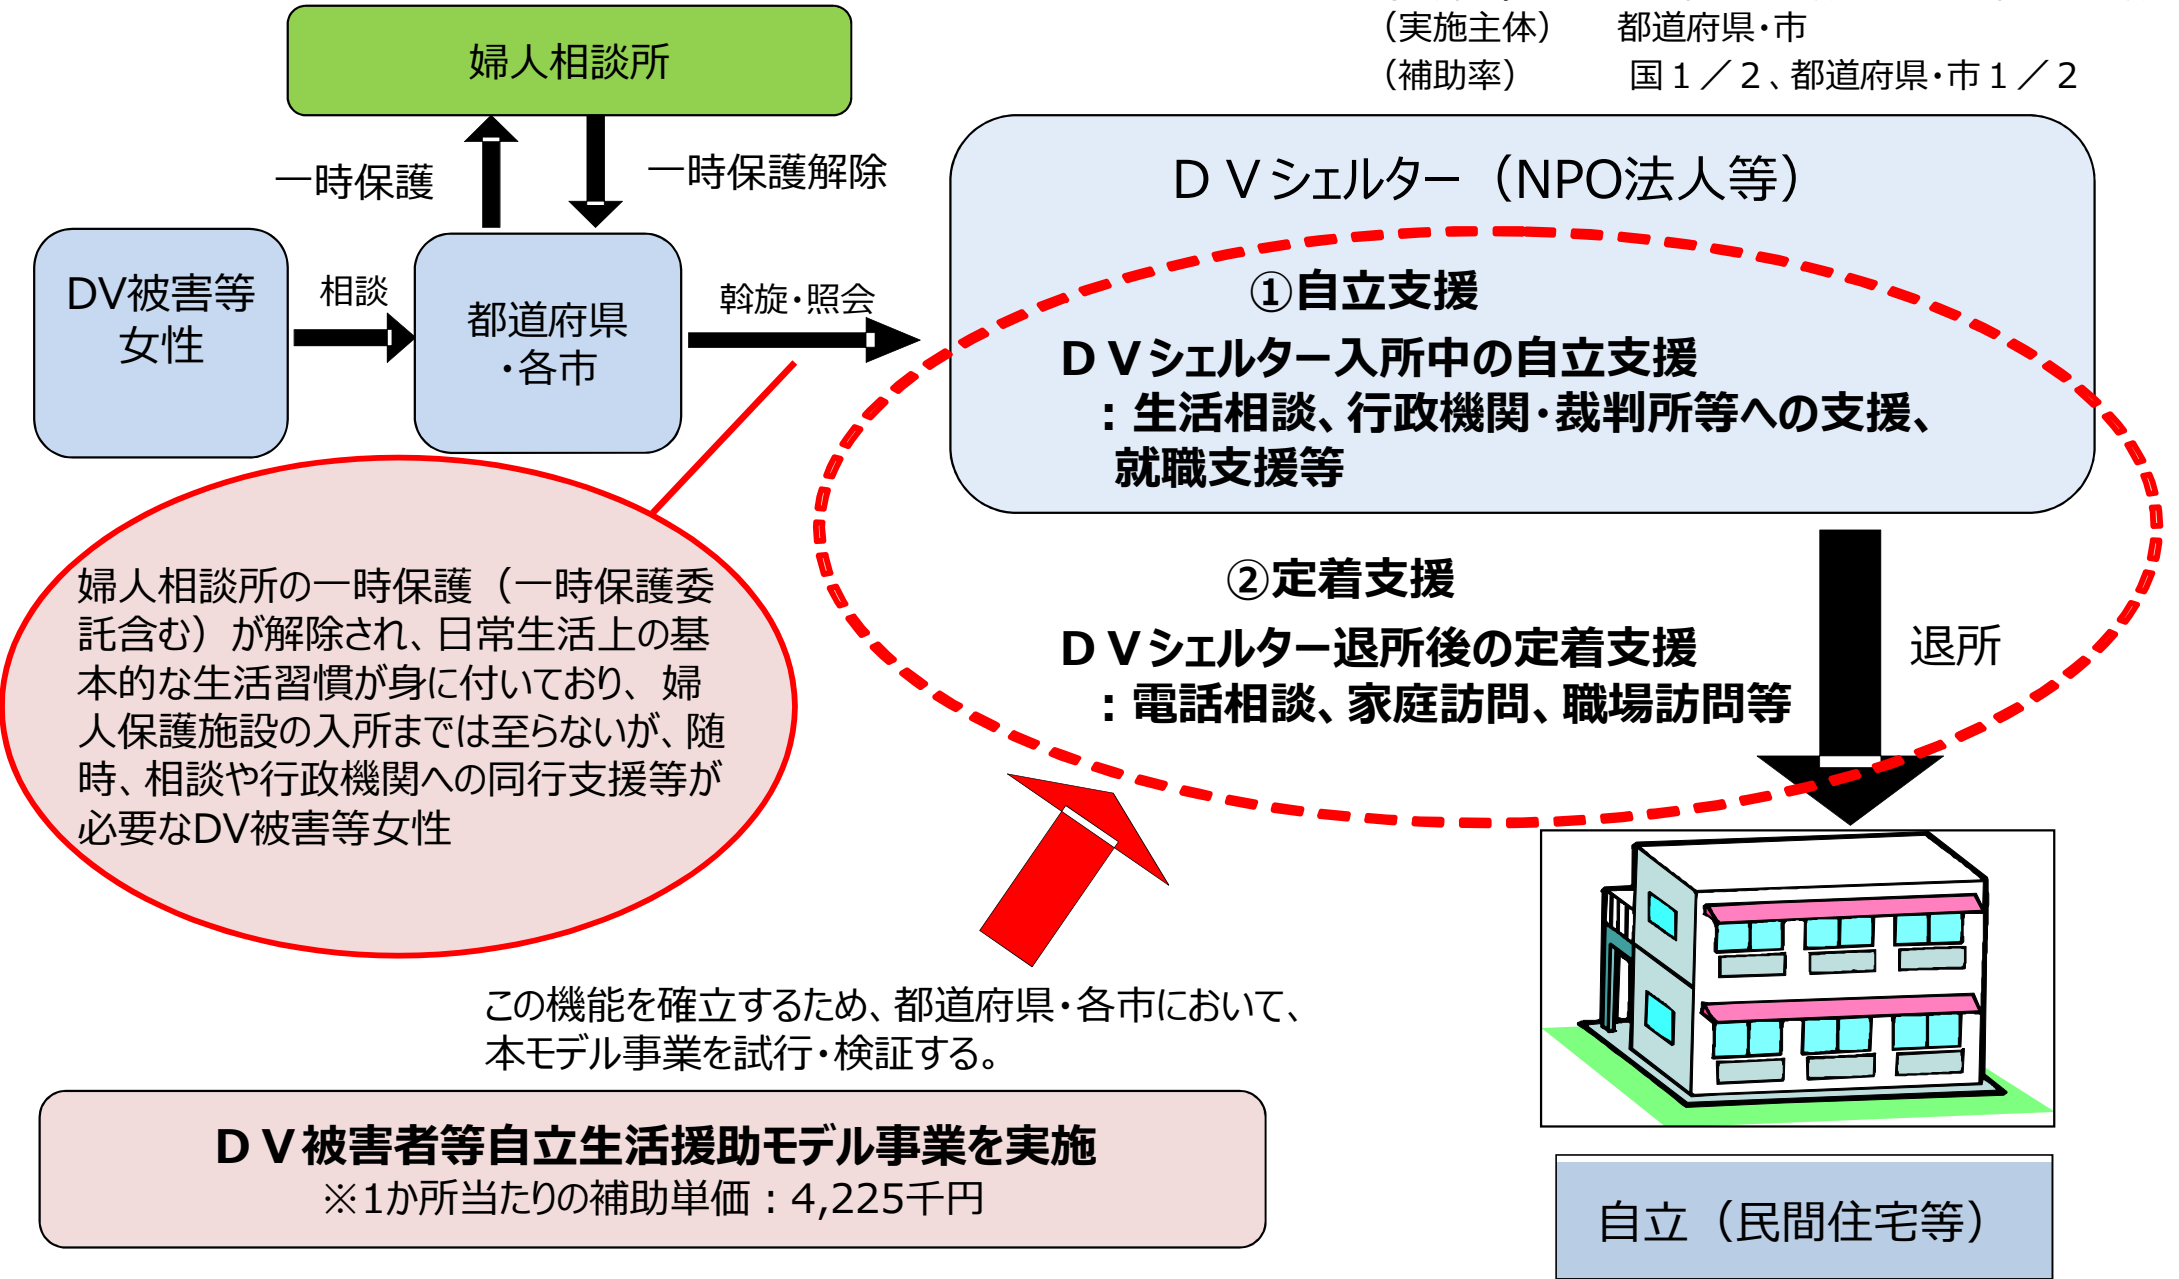 （実施主体）　都道府県・市
（補助率）　国１／２、都道府県・市１／２
婦人相談所
一時保護
一時保護解除
DV被害等
女性
相談
都道府県
・各市
斡旋・照会
ＤＶシェルター（NPO法人等）
①自立支援
ＤＶシェルター入所中の自立支援
：生活相談、行政機関・裁判所等への支援、
就職支援等
②定着支援
ＤＶシェルター退所後の定着支援
：電話相談、家庭訪問、職場訪問等
退所
婦人相談所の一時保護（一時保護委
託含む）が解除され、日常生活上の基
本的な生活習慣が身に付いており、婦
人保護施設の入所までは至らないが、随
時、相談や行政機関への同行支援等が
必要なDV被害等女性
この機能を確立するため、都道府県・各市において、
本モデル事業を試行・検証する。
ＤＶ被害者等自立生活援助モデル事業を実施
※1か所当たりの補助単価：4,225千円
自立（民間住宅等）